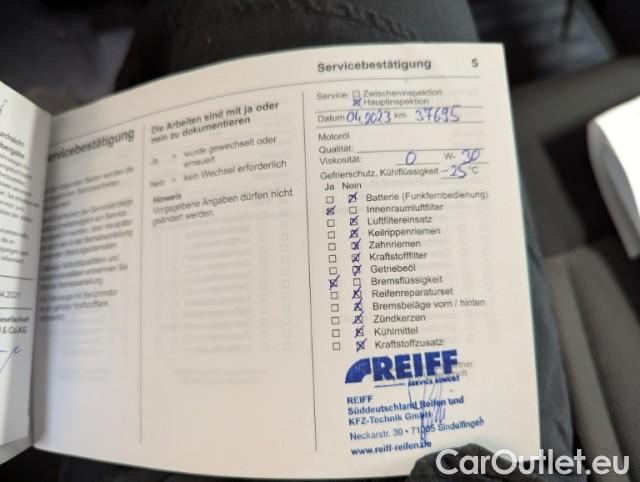 Servicebestätigung 5
Service: Zwischeninspektion
Hauptinspektion
Datum 04.2023 km 37695
Motoröl
Qualität:
Viskosität: 0 W- 30
Gefrierschutz, Kühlflüssigkeit -25 °C
Ja Nein
Batterie (Funkfernbedienung)
Innenraumluftfilter
Luftfiltereinsatz
Keilrippenriemen
Zahnriemen
Kraftstofffilter
Getriebeöl
Bremsflüssigkeit
Reifenreparaturset
Bremsbeläge vorn / hinten
Zündkerzen
Kühlmittel
Kraftstoffzusatz
REIFF
REIFF
Süddeutschland Reifen und
KFZ-Technik GmbH
Neckarstr. 39 • 71065 Sindelfingen
www.reiff-reifen.de
Die Arbeiten sind mit ja oder
nein zu dokumentieren
Ja = wurde gewechselt oder
erneuert
Nein = kein Wechsel erforderlich
Hinweis
Vorgegebene Angaben dürfen nicht
geändert werden.
ervicebestätigung
CarOutlet.eu